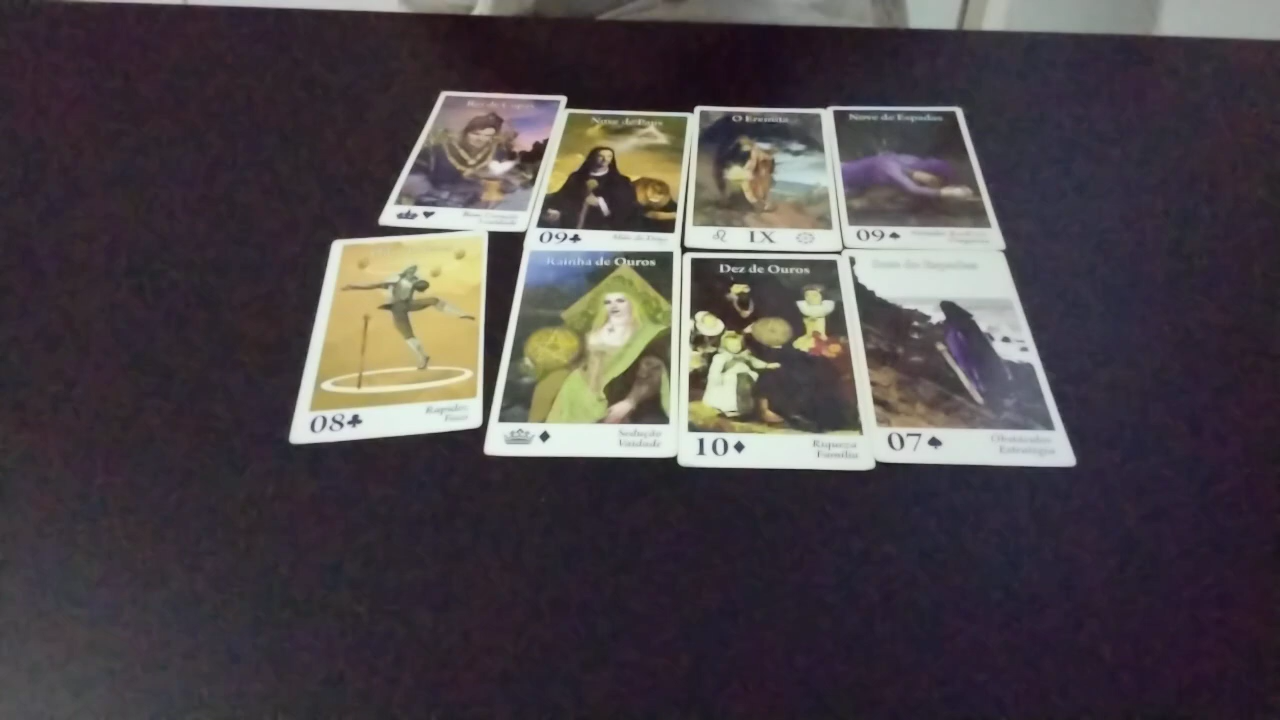 Rei de Copas
Nove de Paus
O Eremita
Nove de Espadas
09
IX
09
Rainha de Ouros
Dez de Ouros
Sete de Espadas
08
Rapidez
Sedução
Vaidade
10
Riqueza
Família
07
Obstáculos
Estratégia